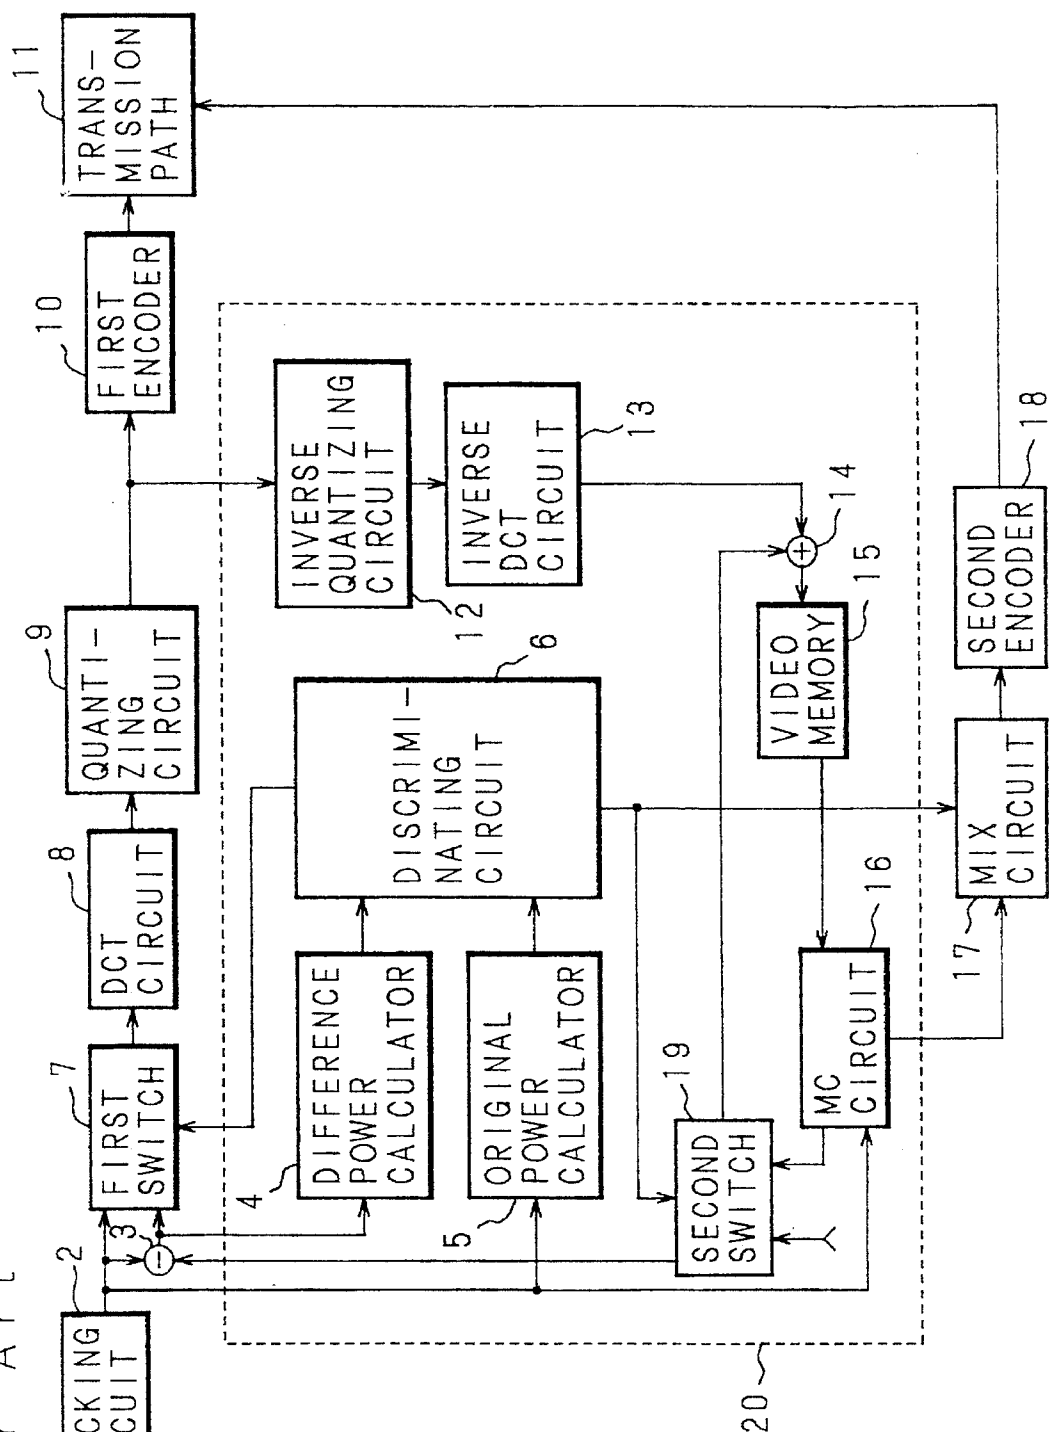 11
TRANS-
MISSION
PATH
10
FIRST
ENCODER
9
QUANTI-
ZING
CIRCUIT
8
DCT
CIRCUIT
7
FIRST
SWITCH
3
−
2
CKING
CUIT
INVERSE
QUANTIZING
CIRCUIT
12
INVERSE
DCT
CIRCUIT
13
6
DISCRIMI-
NATING
CIRCUIT
4
DIFFERENCE
POWER
CALCULATOR
5
ORIGINAL
POWER
CALCULATOR
+
14
15
VIDEO
MEMORY
19
SECOND
SWITCH
16
MC
CIRCUIT
17
MIX
CIRCUIT
18
SECOND
ENCODER
20